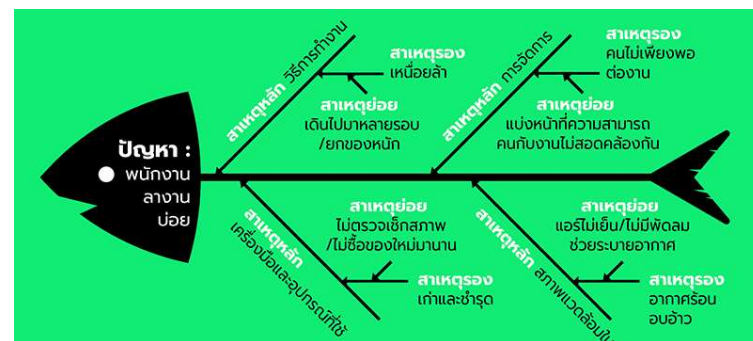 ปัญหา :
พนักงาน
ลางาน
บ่อย
สาเหตุหลัก วิธีการทำงาน
สาเหตุรอง
เหนื่อยล้า
สาเหตุย่อย
เดินไปมาหลายรอบ
/ยกของหนัก
สาเหตุหลัก การจัดการ
สาเหตุรอง
คนไม่เพียงพอ
ต่องาน
สาเหตุย่อย
แบ่งหน้าที่ความสามารถ
คนกับงานไม่สอดคล้องกัน
สาเหตุหลัก
เครื่องมือและอุปกรณ์ที่ใช้
สาเหตุย่อย
ไม่ตรวจเช็กสภาพ
/ไม่ซื้อของใหม่มานาน
สาเหตุรอง
เก่าและชำรุด
สาเหตุหลัก สภาพแวดล้อมใ
สาเหตุย่อย
แอร์ไม่เย็น/ไม่มีพัดลม
ช่วยระบายอากาศ
สาเหตุรอง
อากาศร้อน
อบอ้าว